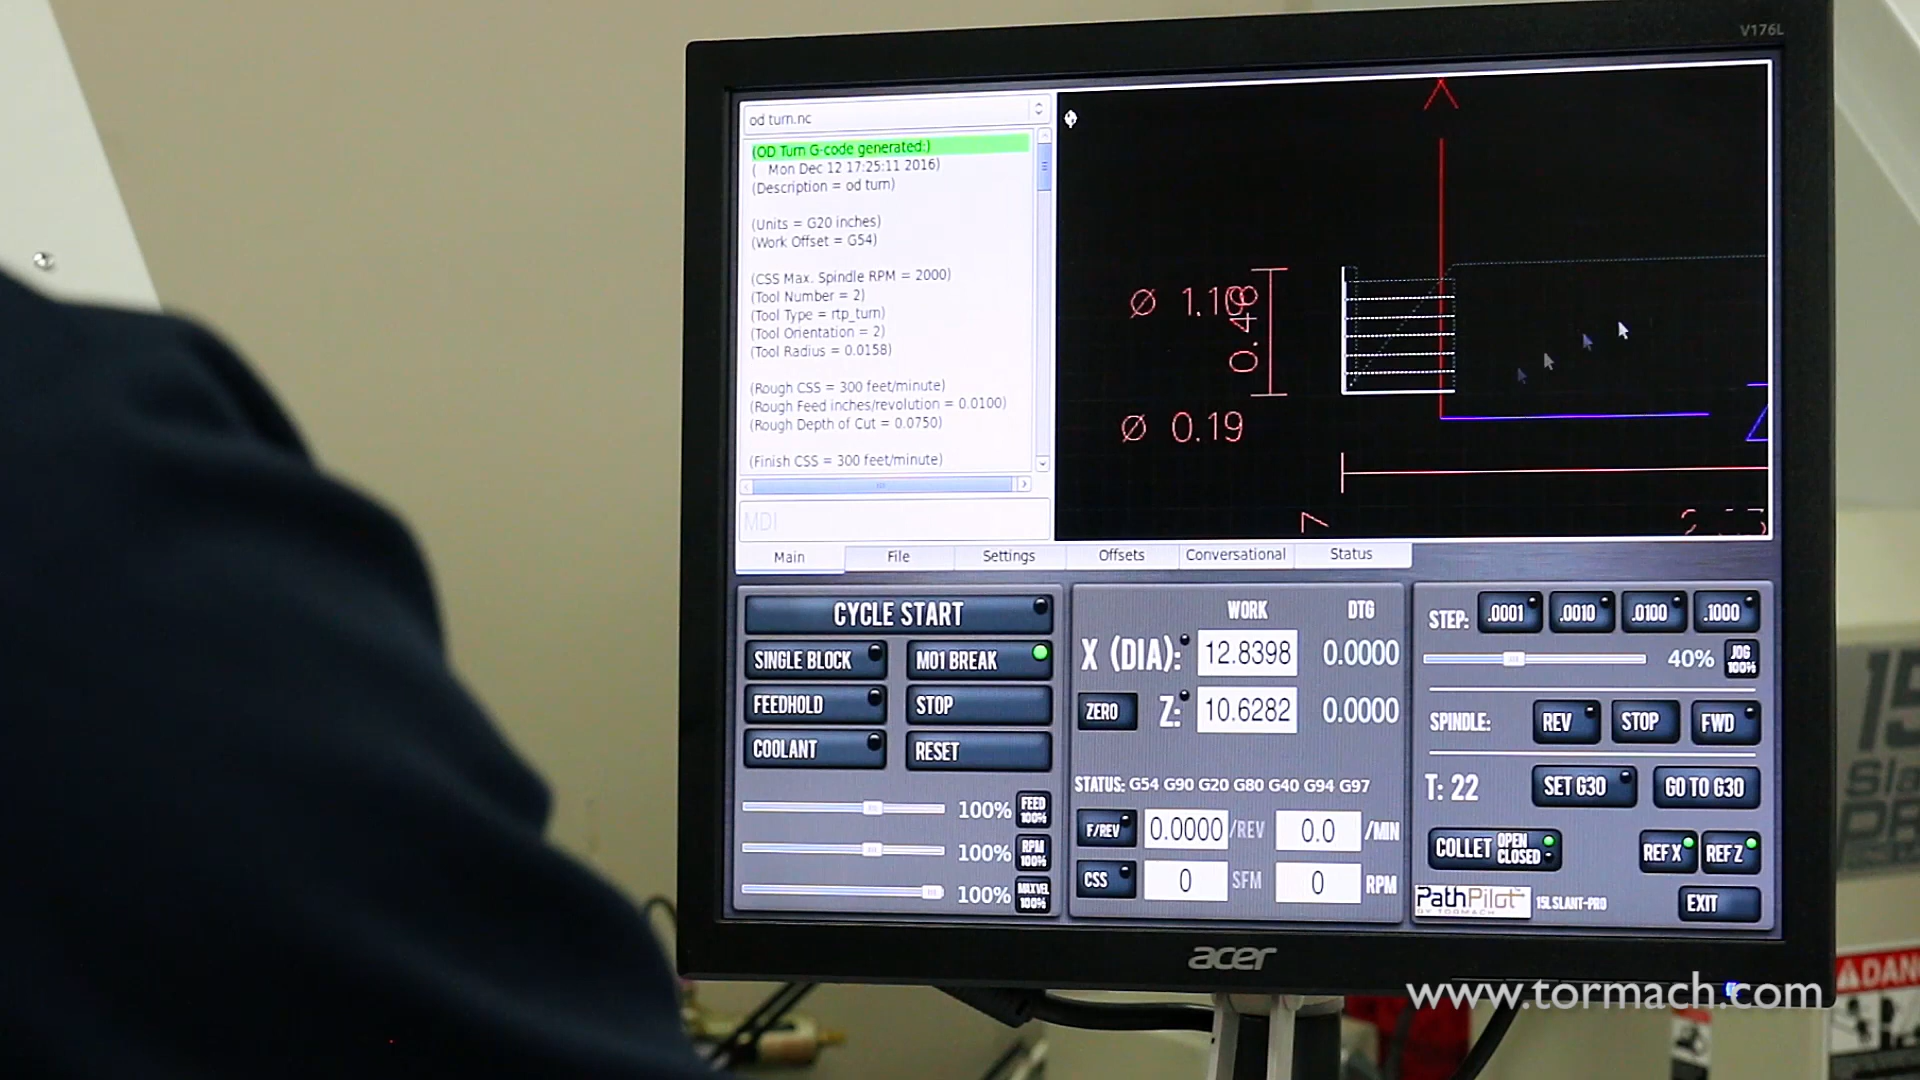 V176L
od turn.nc
(OD Turn G-code generated:)
( Mon Dec 12 17:25:11 2016)
(Description = od turn)
(Units = G20 inches)
(Work Offset = G54)
(CSS Max. Spindle RPM = 2000)
(Tool Number = 2)
(Tool Type = rtp_turn)
(Tool Orientation = 2)
(Tool Radius = 0.0158)
(Rough CSS = 300 feet/minute)
(Rough Feed inches/revolution = 0.0100)
(Rough Depth of Cut = 0.0750)
(Finish CSS = 300 feet/minute)
MDI
0.48
Ø 0.19
Main File Settings Offsets Conversational Status
CYCLE START
SINGLE BLOCK M01 BREAK
FEEDHOLD STOP
COOLANT RESET
100% FEED 100%
100% RPM 100%
100% MAXVEL 100%
WORK DTG
X (DIA): 12.8398 0.0000
ZERO Z: 10.6282 0.0000
STATUS: G54 G90 G20 G80 G40 G94 G97
F/REV 0.0000 /REV 0.0 /MIN
CSS 0 SFM 0 RPM
STEP: .0001 .0010 .0100 .1000
40% JOG 100%
SPINDLE: REV STOP FWD
T: 22 SET G30 GO TO G30
COLLET OPEN CLOSED REF X REF Z
PathPilot BY TORMACH 15L SLANT-PRO EXIT
acer
www.tormach.com
15